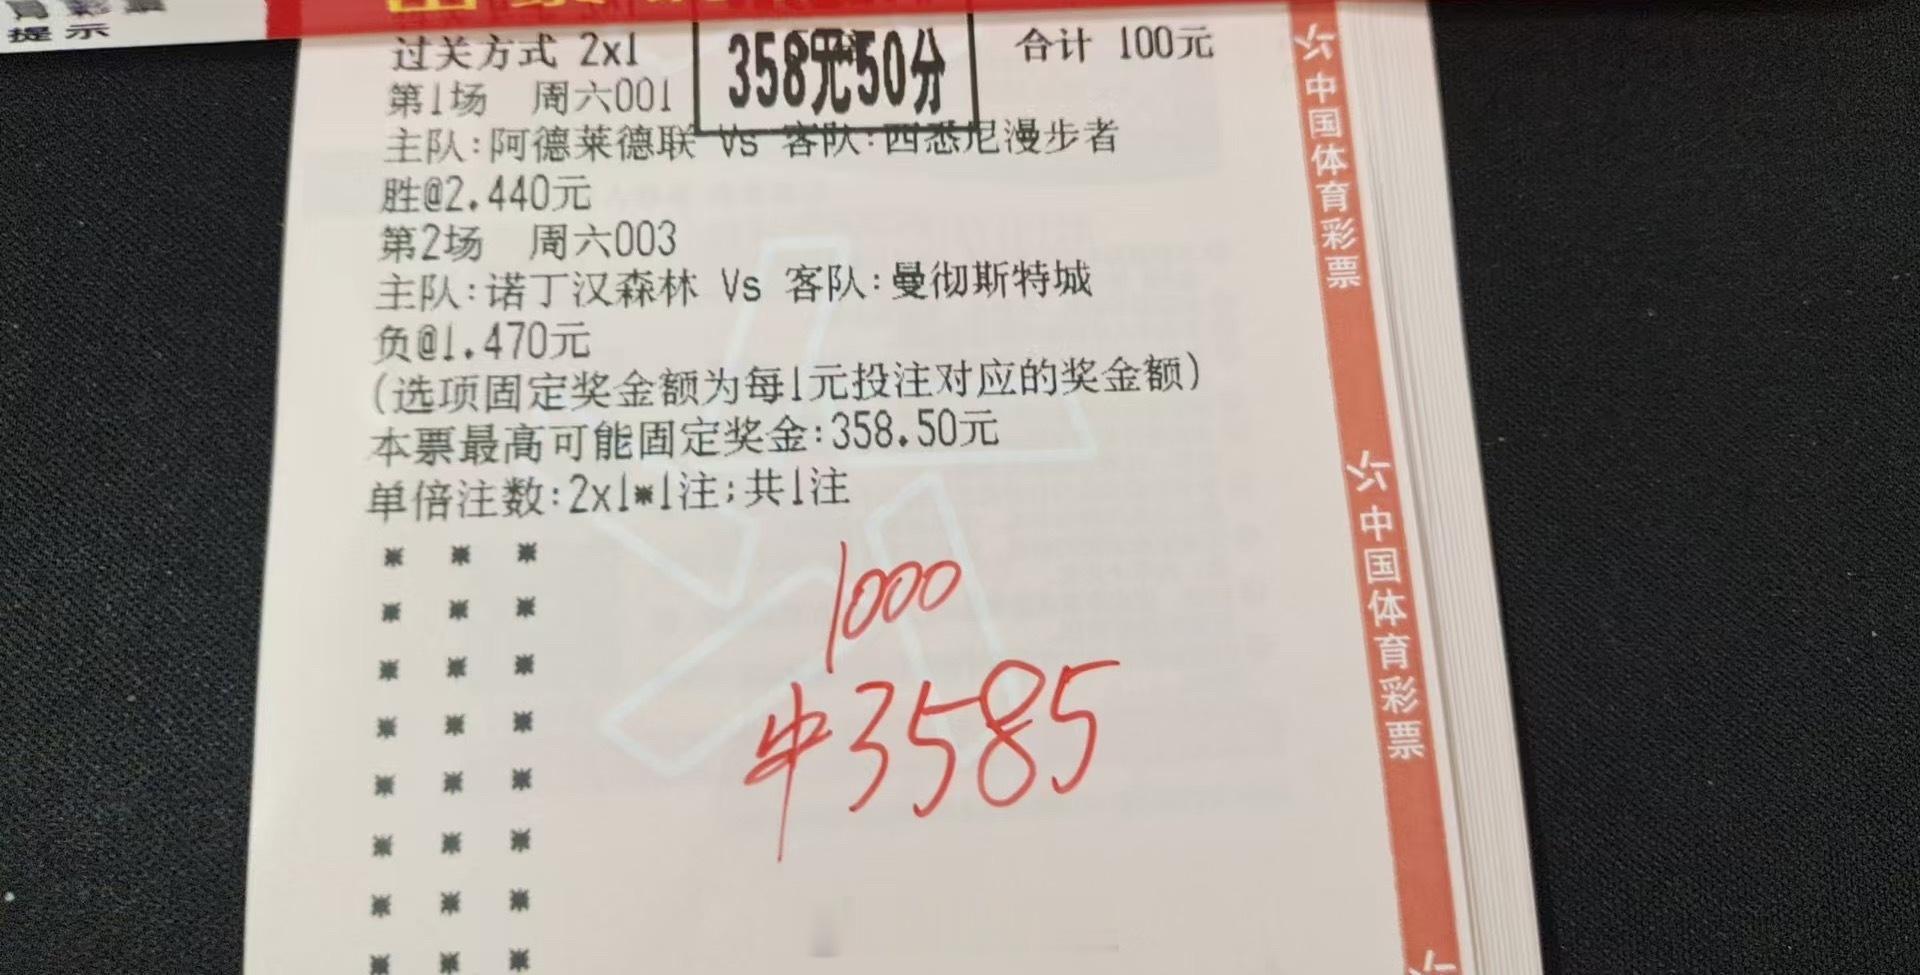 提示
过关方式 2x1
358元50分
合计 100元
第1场 周六001
主队:阿德莱德联 Vs 客队:西悉尼漫步者
胜@2.440元
第2场 周六003
主队:诺丁汉森林 Vs 客队:曼彻斯特城
负@1.470元
(选项固定奖金额为每1元投注对应的奖金额)
本票最高可能固定奖金:358.50元
单倍注数:2x1*1注;共1注
1000
中3585
中国体育彩票
中国体育彩票